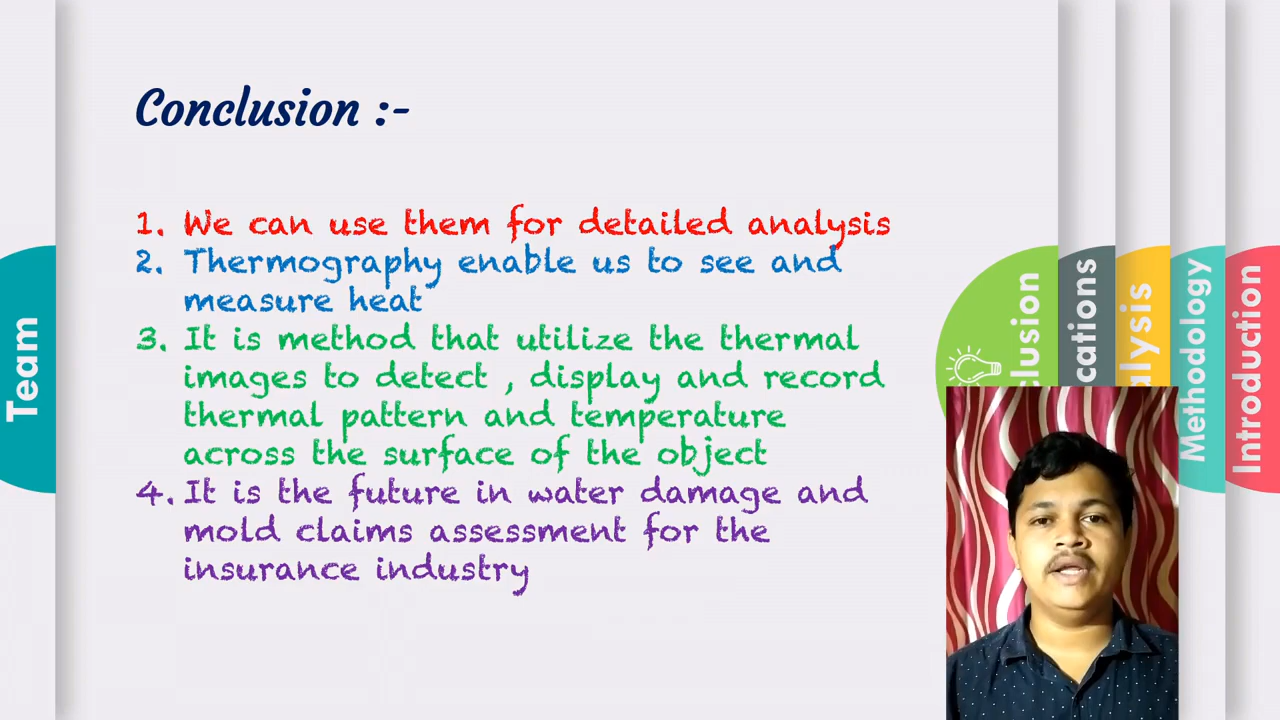 Conclusion :-
1. We can use them for detailed analysis
2. Thermography enable us to see and
measure heat
3. It is method that utilize the thermal
images to detect , display and record
thermal pattern and temperature
across the surface of the object
4. It is the future in water damage and
mold claims assessment for the
insurance industry
Team
clusion
cations
alysis
Methodology
Introduction